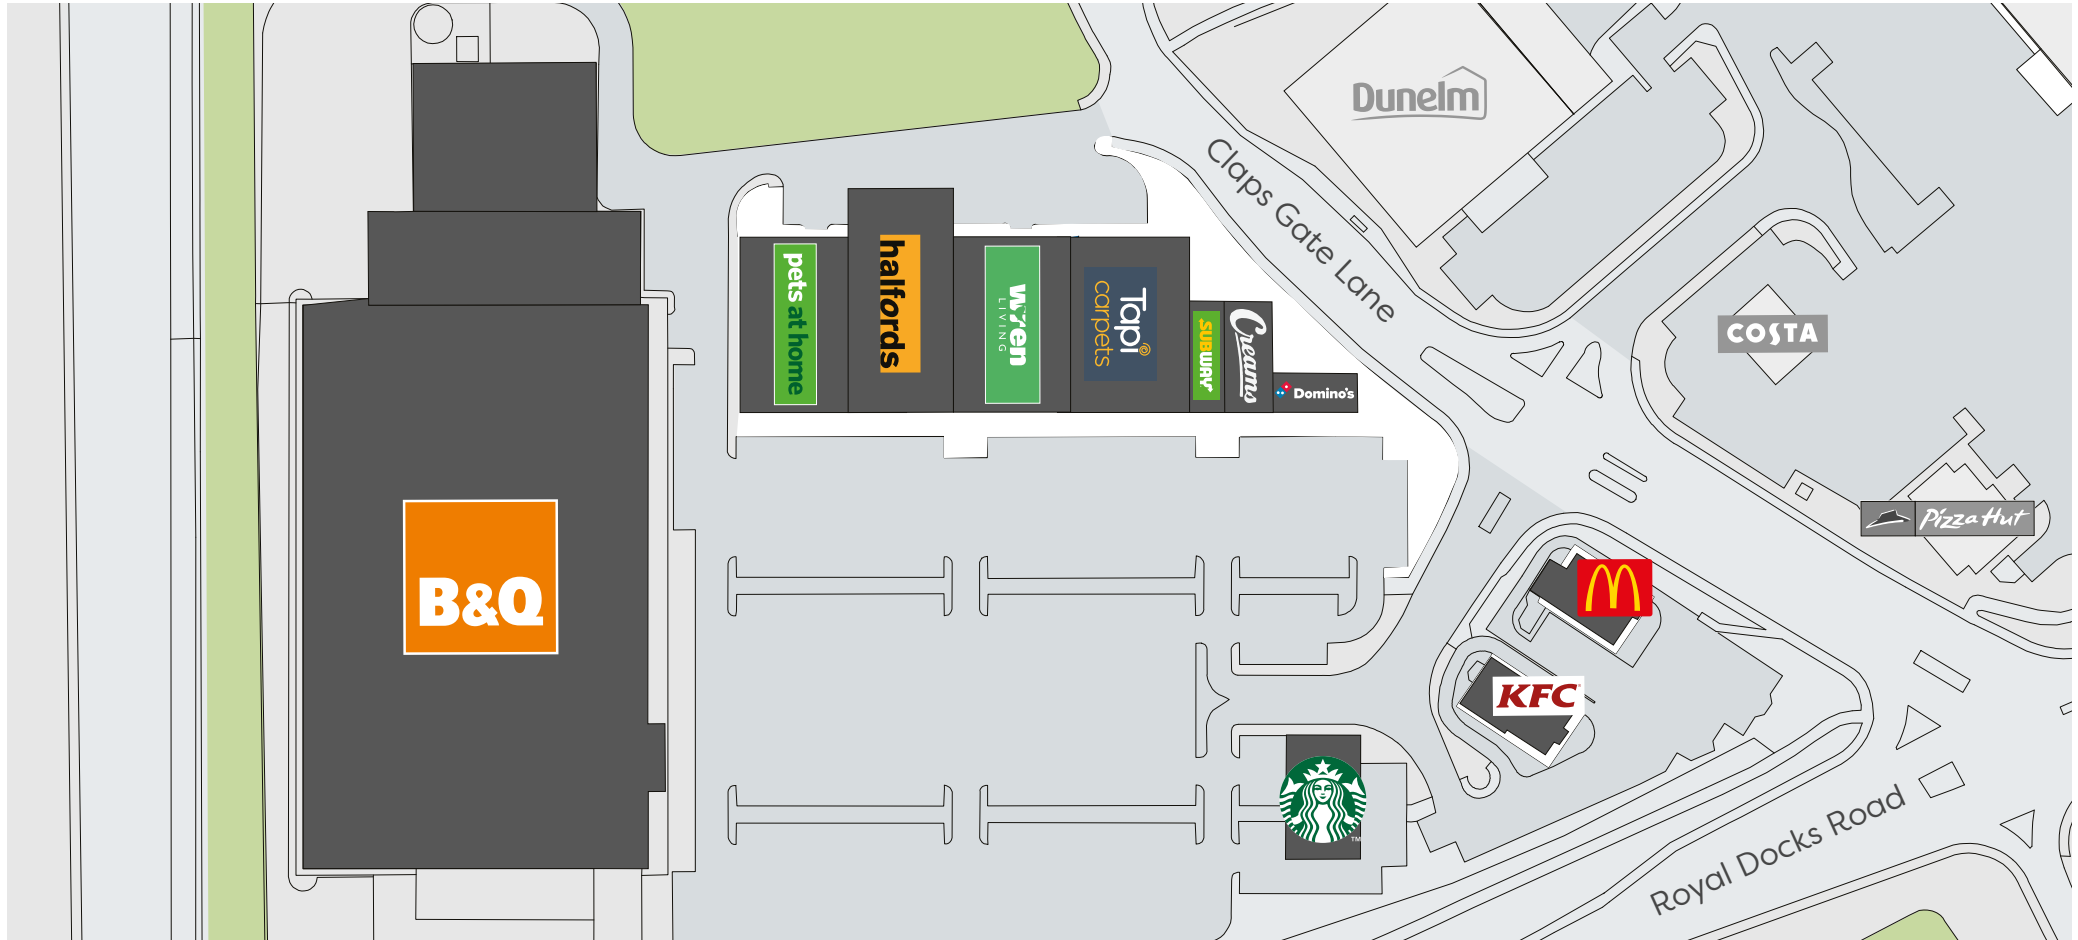 Dunelm
Claps Gate Lane
pets at home
halfords
wren
LIVING
Tapi
carpets
SUBWAY
Creams
Domino's
COSTA
Pizza Hut
B&Q
KFC
TM
Royal Docks Road